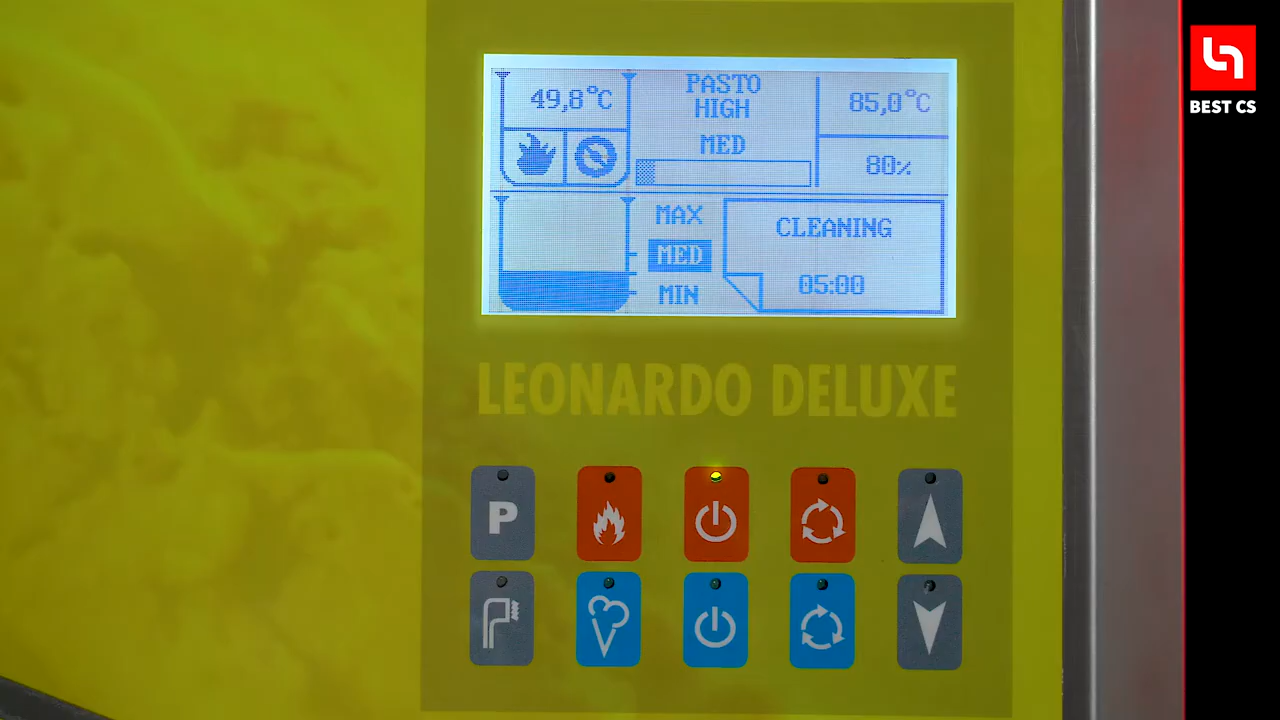 49,8°C
PASTO
HIGH
MED
85,0°C
80%
MAX
MED
MIN
CLEANING
05:00
LEONARDO DELUXE
P
BEST CS